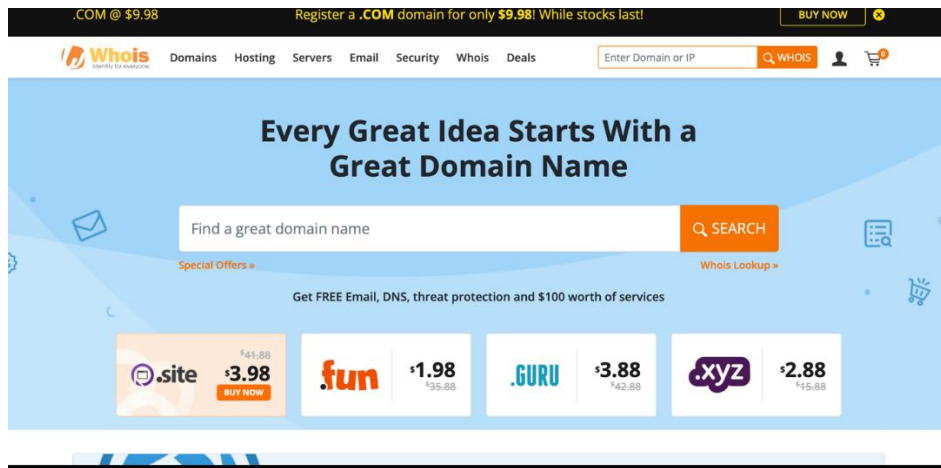 .COM @ $9.98
Register a .COM domain for only $9.98! While stocks last!
BUY NOW
Whois
Identity for everyone
Domains Hosting Servers Email Security Whois Deals
Enter Domain or IP
WHOIS
0
Every Great Idea Starts With a
Great Domain Name
Find a great domain name
SEARCH
Special Offers »
Whois Lookup »
Get FREE Email, DNS, threat protection and $100 worth of services
.site
$41.88
$3.98
BUY NOW
.fun
$1.98
$35.88
.GURU
$3.88
$42.88
.xyz
$2.88
$15.88